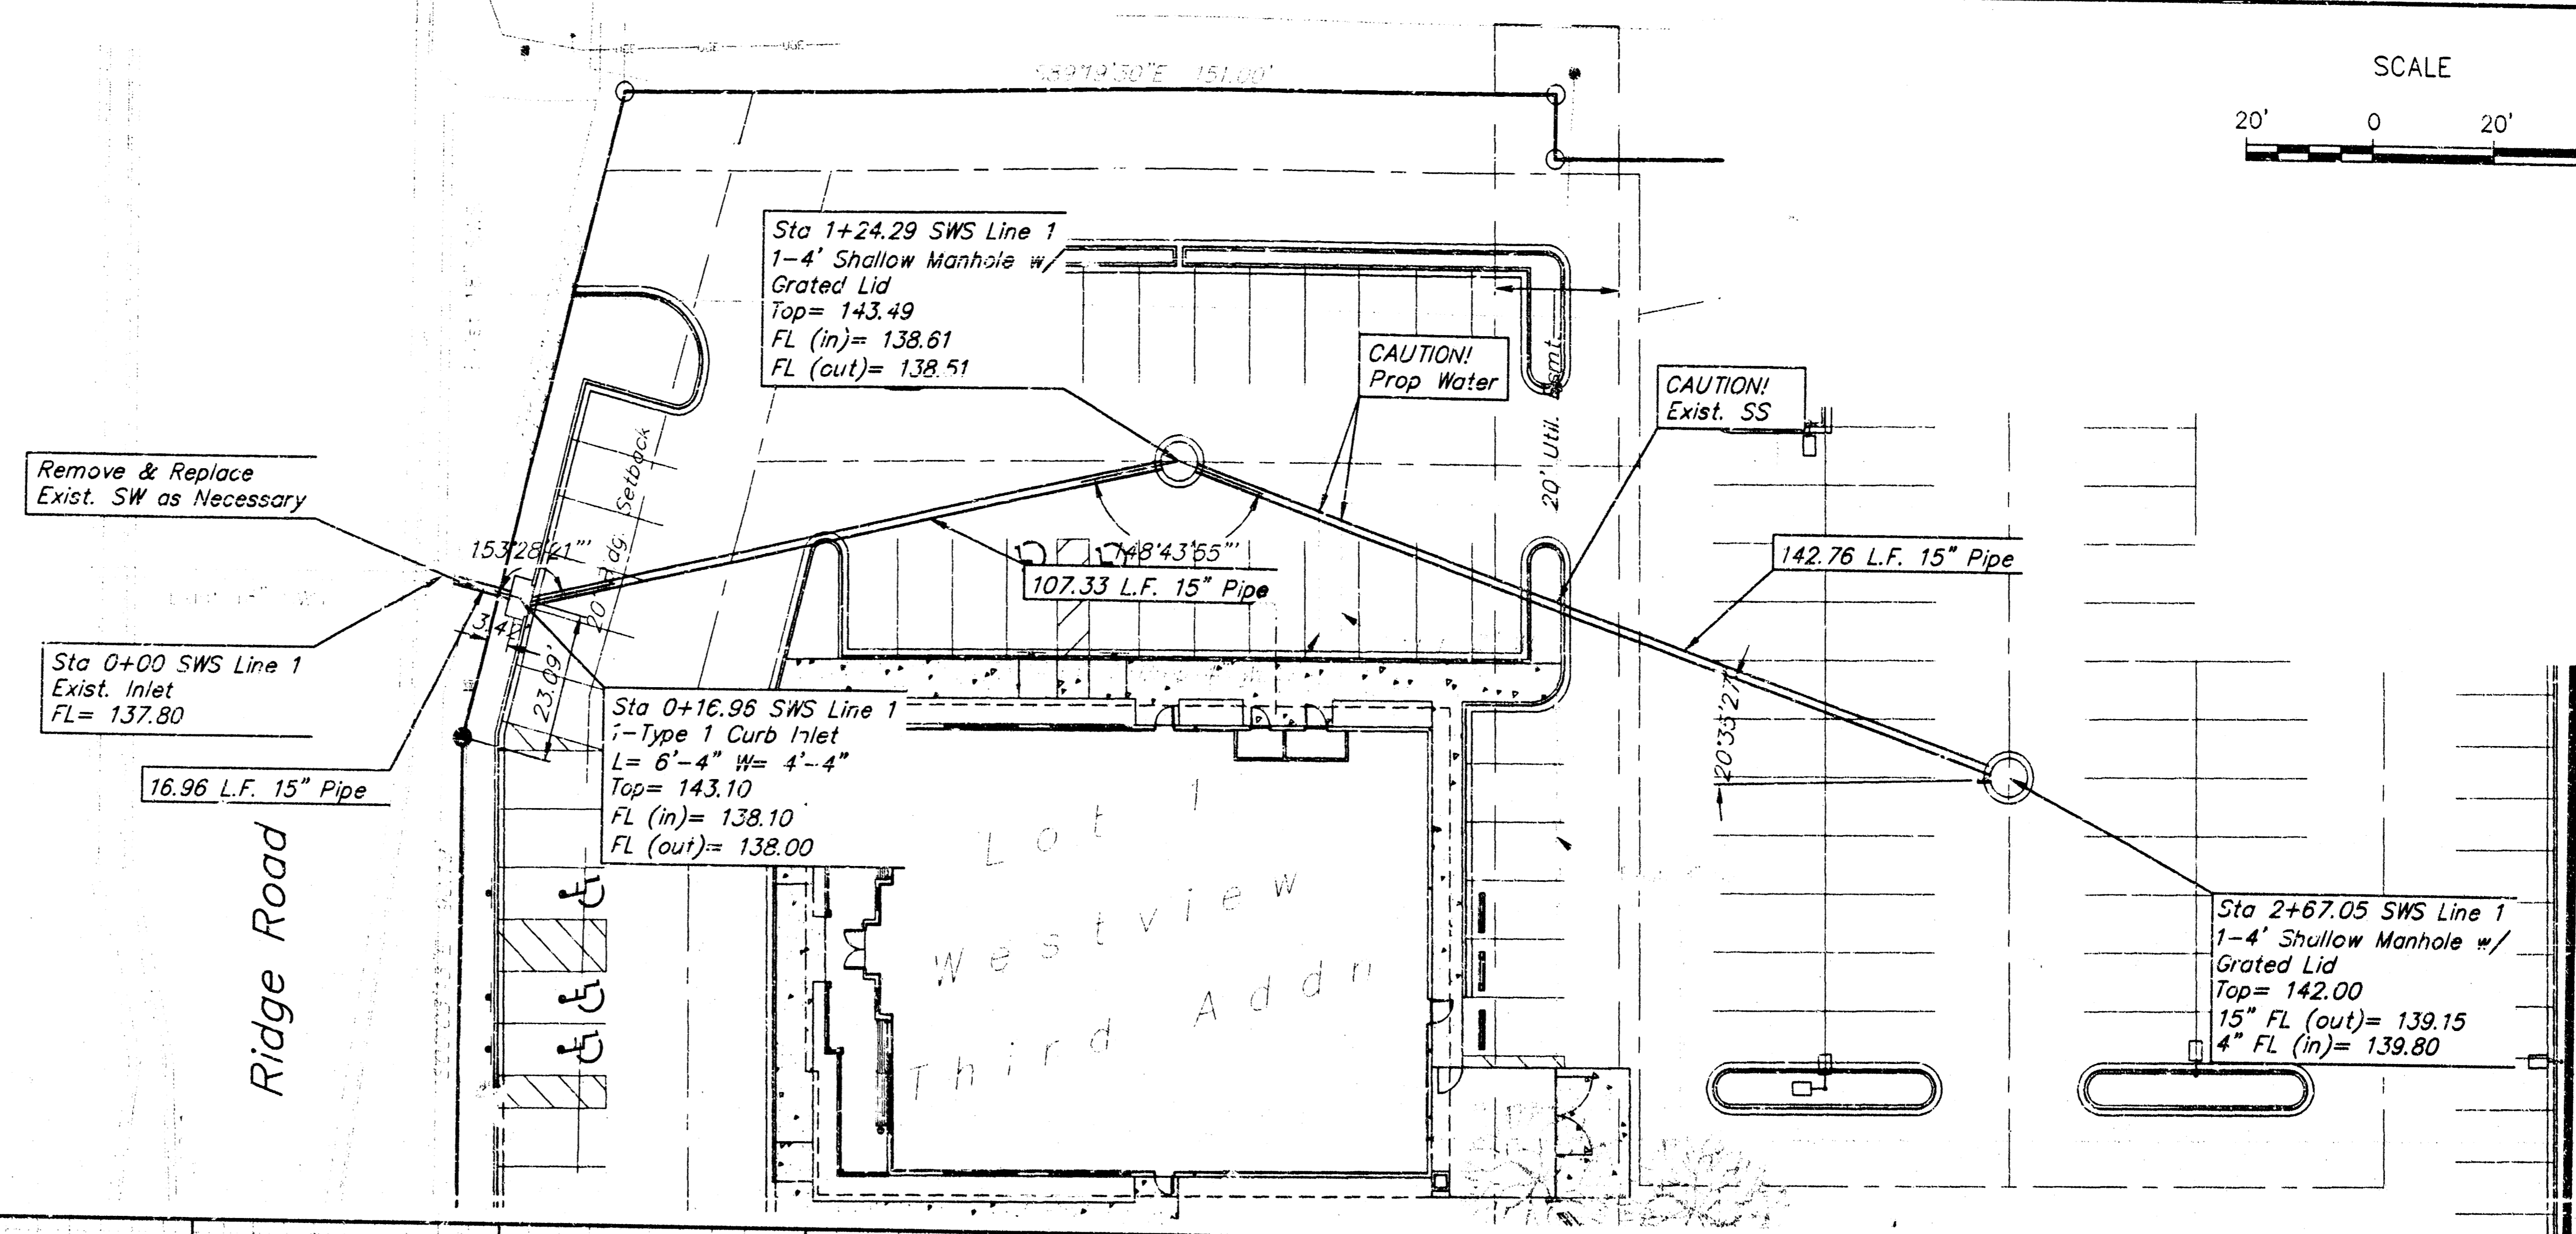 UGE UGE UGE
S89°19'30"E 151.00'
SCALE
20' 0 20'
Sta 1+24.29 SWS Line 1
1-4' Shallow Manhole w/
Grated Lid
Top= 143.49
FL (in)= 138.61
FL (out)= 138.51
CAUTION!
Prop Water
CAUTION!
Exist. SS
20' Util. Esmt.
Remove & Replace
Exist. SW as Necessary
153°28'21"
20' Bldg. Setback
148°43'55"
107.33 L.F. 15" Pipe
142.76 L.F. 15" Pipe
3.42'
23.09'
20°35'27"
Sta 0+00 SWS Line 1
Exist. Inlet
FL= 137.80
16.96 L.F. 15" Pipe
Sta 0+16.96 SWS Line 1
1-Type 1 Curb Inlet
L= 6'-4" W= 4'-4"
Top= 143.10
FL (in)= 138.10
FL (out)= 138.00
Lot 1
Westview
Third Addn
Ridge Road
Sta 2+67.05 SWS Line 1
1-4' Shallow Manhole w/
Grated Lid
Top= 142.00
15" FL (out)= 139.15
4" FL (in)= 139.80